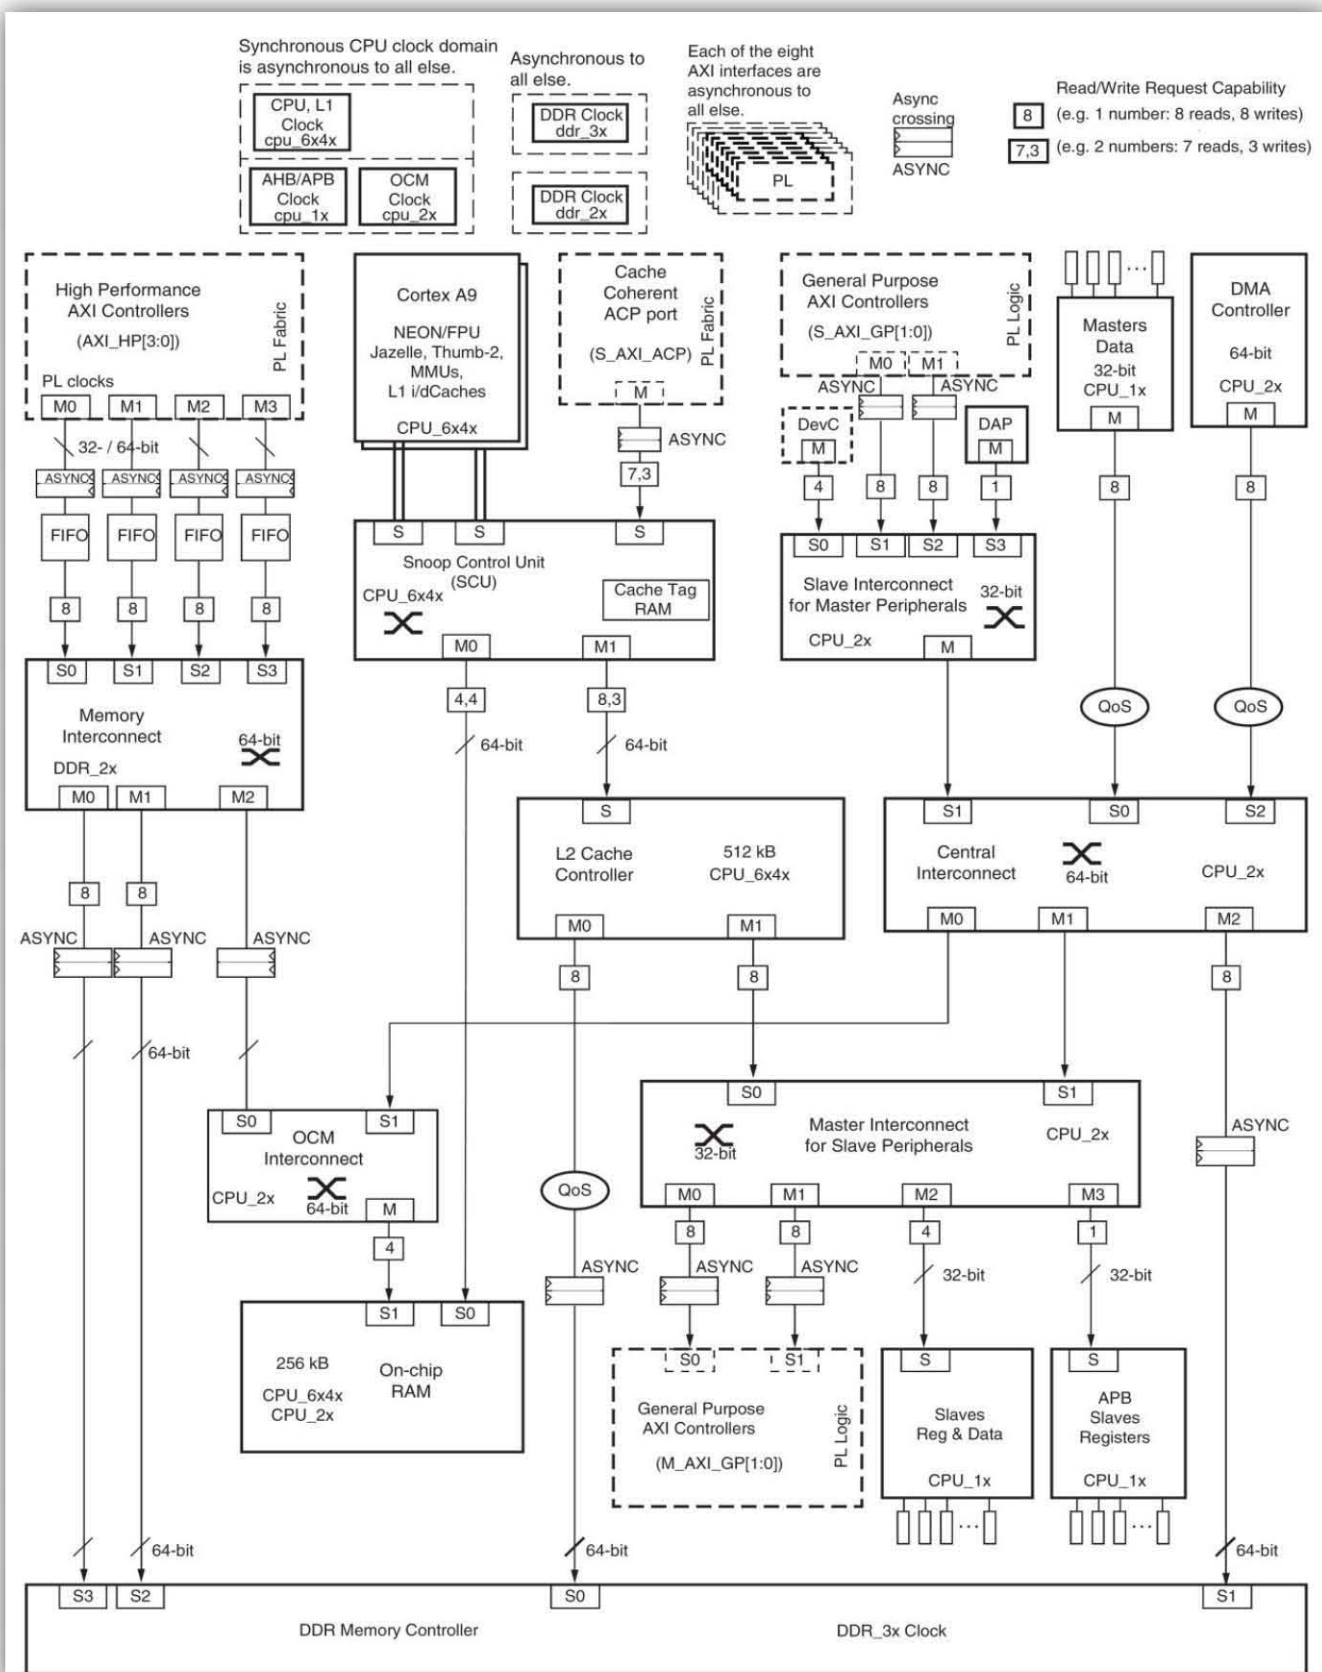 Synchronous CPU clock domain
is asynchronous to all else.
CPU, L1
Clock
cpu_6x4x
AHB/APB
Clock
cpu_1x
OCM
Clock
cpu_2x
Asynchronous to
all else.
DDR Clock
ddr_3x
DDR Clock
ddr_2x
Each of the eight
AXI interfaces are
asynchronous to
all else.
PL
Async
crossing
ASYNC
Read/Write Request Capability
8 (e.g. 1 number: 8 reads, 8 writes)
7,3 (e.g. 2 numbers: 7 reads, 3 writes)
High Performance
AXI Controllers
(AXI_HP[3:0])
PL Fabric
PL clocks
M0 M1 M2 M3
32- / 64-bit
ASYNC ASYNC ASYNC ASYNC
FIFO FIFO FIFO FIFO
8 8 8 8
S0 S1 S2 S3
Memory
Interconnect
64-bit
DDR_2x
M0 M1 M2
8 8
ASYNC ASYNC ASYNC
64-bit
Cortex A9
NEON/FPU
Jazelle, Thumb-2,
MMUs,
L1 i/dCaches
CPU_6x4x
Cache
Coherent
ACP port
(S_AXI_ACP)
PL Fabric
M
ASYNC
7,3
S S S
Snoop Control Unit
(SCU)
CPU_6x4x
Cache Tag
RAM
M0 M1
4,4 8,3
64-bit 64-bit
General Purpose
AXI Controllers
(S_AXI_GP[1:0])
PL Logic
M0 M1
ASYNC ASYNC
DevC
M
DAP
M
4 8 8 1
S0 S1 S2 S3
Slave Interconnect
for Master Peripherals
32-bit
CPU_2x
M
Masters
Data
32-bit
CPU_1x
M
8
QoS
DMA
Controller
64-bit
CPU_2x
M
8
QoS
S
L2 Cache
Controller
512 kB
CPU_6x4x
M0 M1
8 8
S1 S0 S2
Central
Interconnect
64-bit
CPU_2x
M0 M1 M2
8
S0 S1
OCM
Interconnect
CPU_2x
64-bit
M
4
S0 S1
Master Interconnect
for Slave Peripherals
CPU_2x
32-bit
M0 M1 M2 M3
8 8 4 1
ASYNC ASYNC
32-bit 32-bit
QoS
ASYNC
ASYNC
S1 S0
256 kB
On-chip
RAM
CPU_6x4x
CPU_2x
S0 S1
General Purpose
AXI Controllers
(M_AXI_GP[1:0])
PL Logic
S
Slaves
Reg & Data
CPU_1x
S
APB
Slaves
Registers
CPU_1x
64-bit 64-bit 64-bit
S3 S2 S0 S1
DDR Memory Controller
DDR_3x Clock